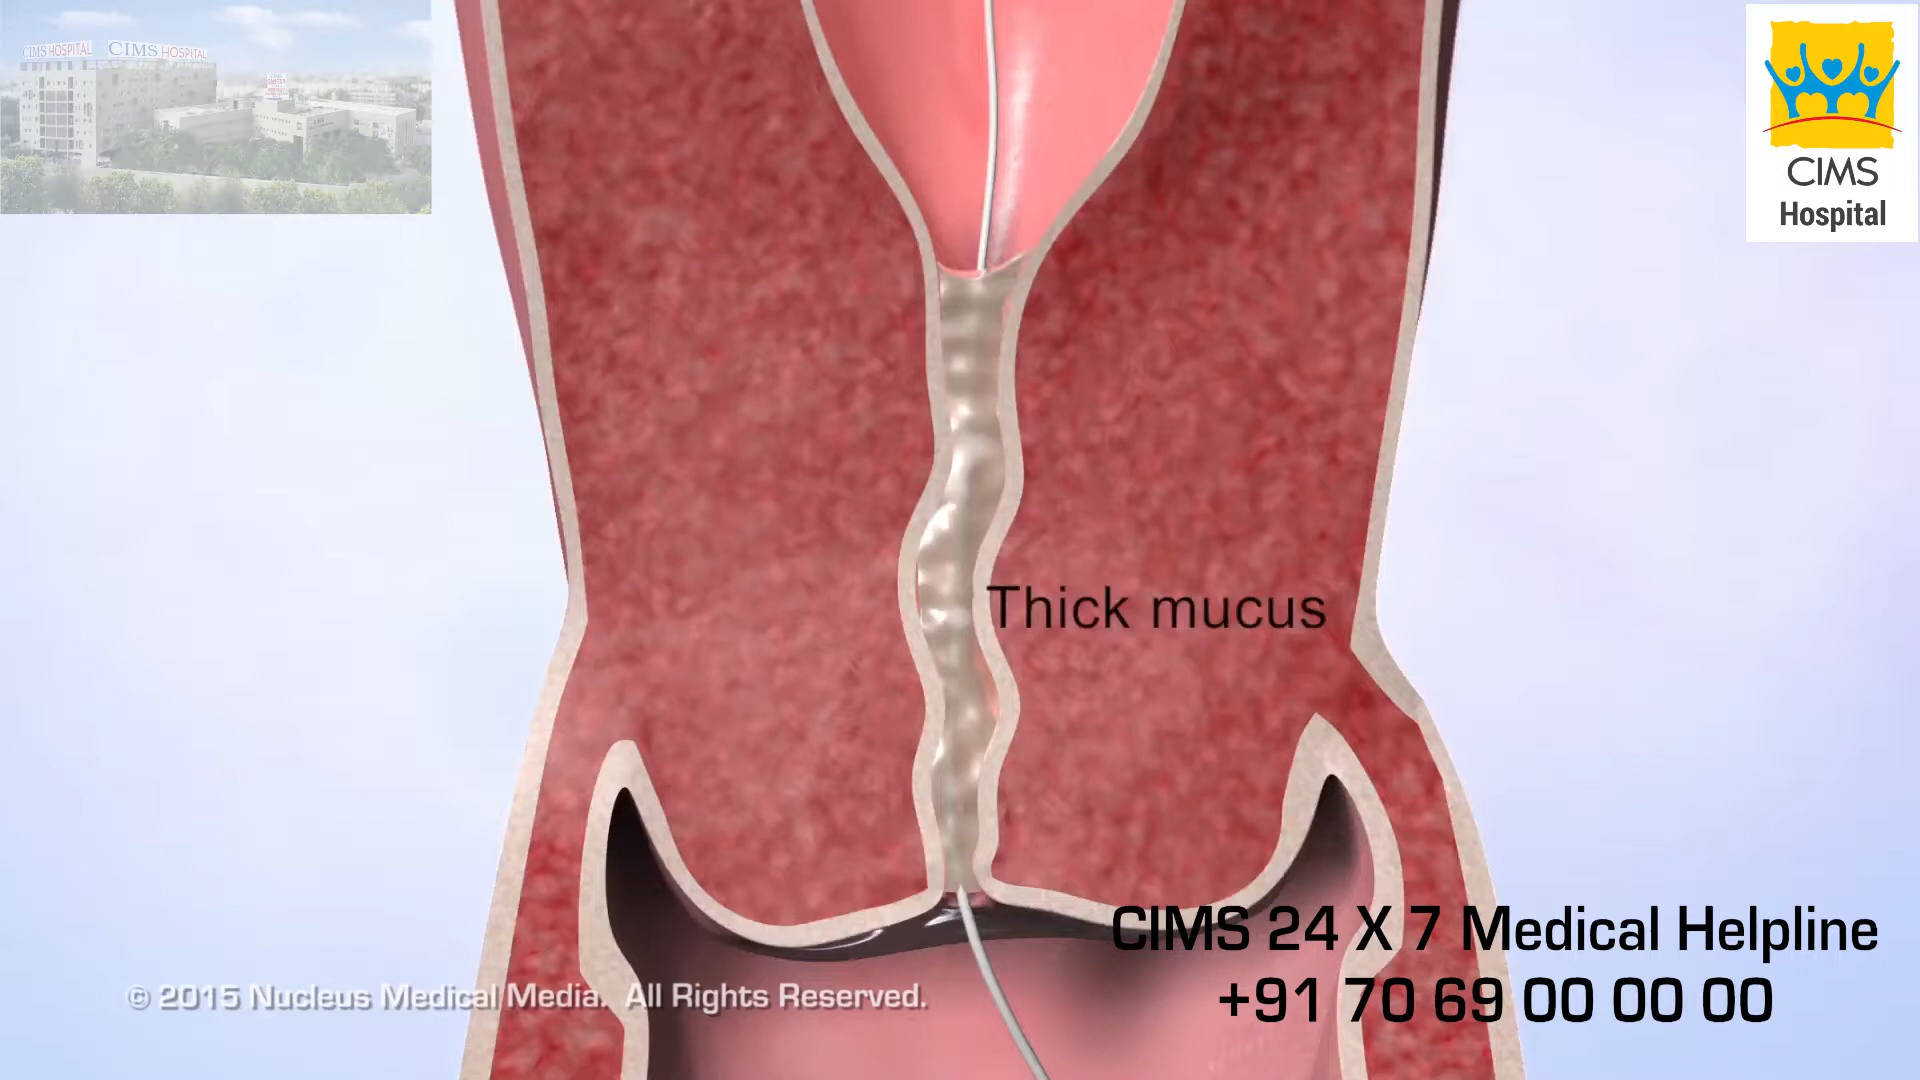 CIMS HOSPITAL CIMS HOSPITAL
CIMS
Hospital
Thick mucus
CIMS 24 X 7 Medical Helpline
+91 70 69 00 00 00
© 2015 Nucleus Medical Media. All Rights Reserved.